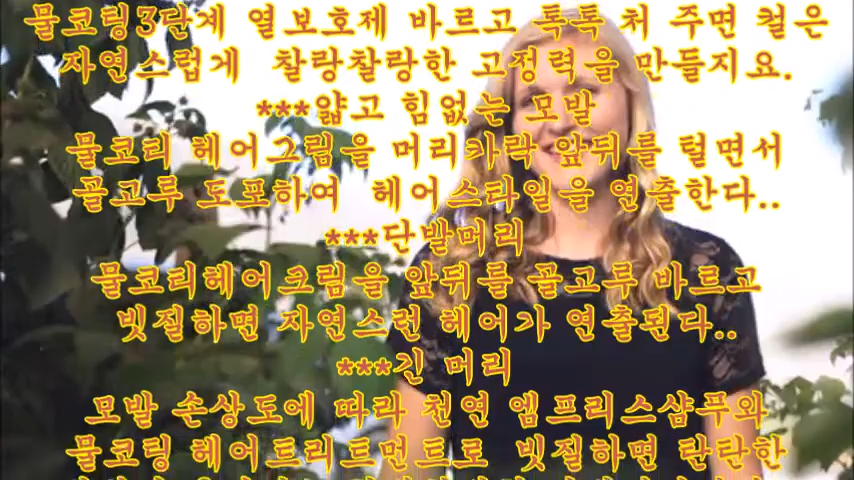 물코팅3단계 열보호제 바르고 톡톡 처 주면 컬은
자연스럽게 찰랑찰랑한 고정력을 만들지요.
***얇고 힘없는 모발
물코리 헤어그림을 머리카락 앞뒤를 털면서
골고루 도포하여 헤어스타일을 연출한다..
***단발머리
물코리헤어크림을 앞뒤를 골고루 바르고
빗질하면 자연스런 헤어가 연출된다..
***긴 머리
모발 손상도에 따라 천연 엠프리스샴푸와
물코팅 헤어트리트먼트로 빗질하면 탄탄한